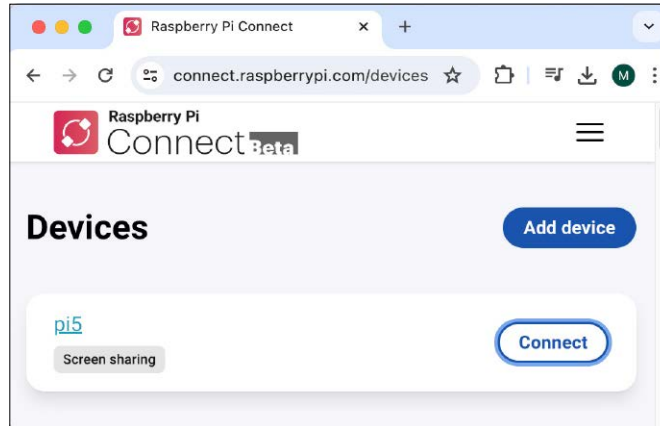 Raspberry Pi Connect
connect.raspberrypi.com/devices
M
Raspberry Pi
Connect Beta
Devices
Add device
pi5
Connect
Screen sharing